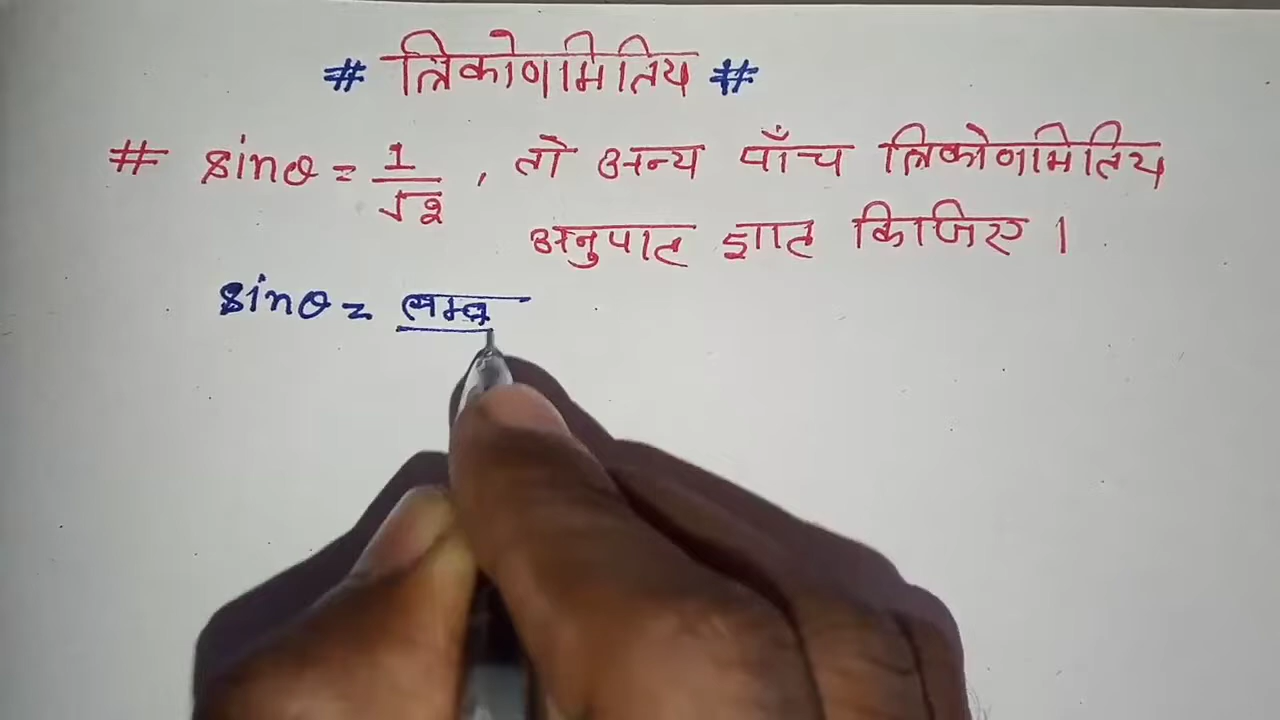 # त्रिकोणमितिय #
# sinθ = 1/√2 , तो अन्य पाँच त्रिकोणमितिय
अनुपात ज्ञात किजिए ।
sinθ = लम्ब